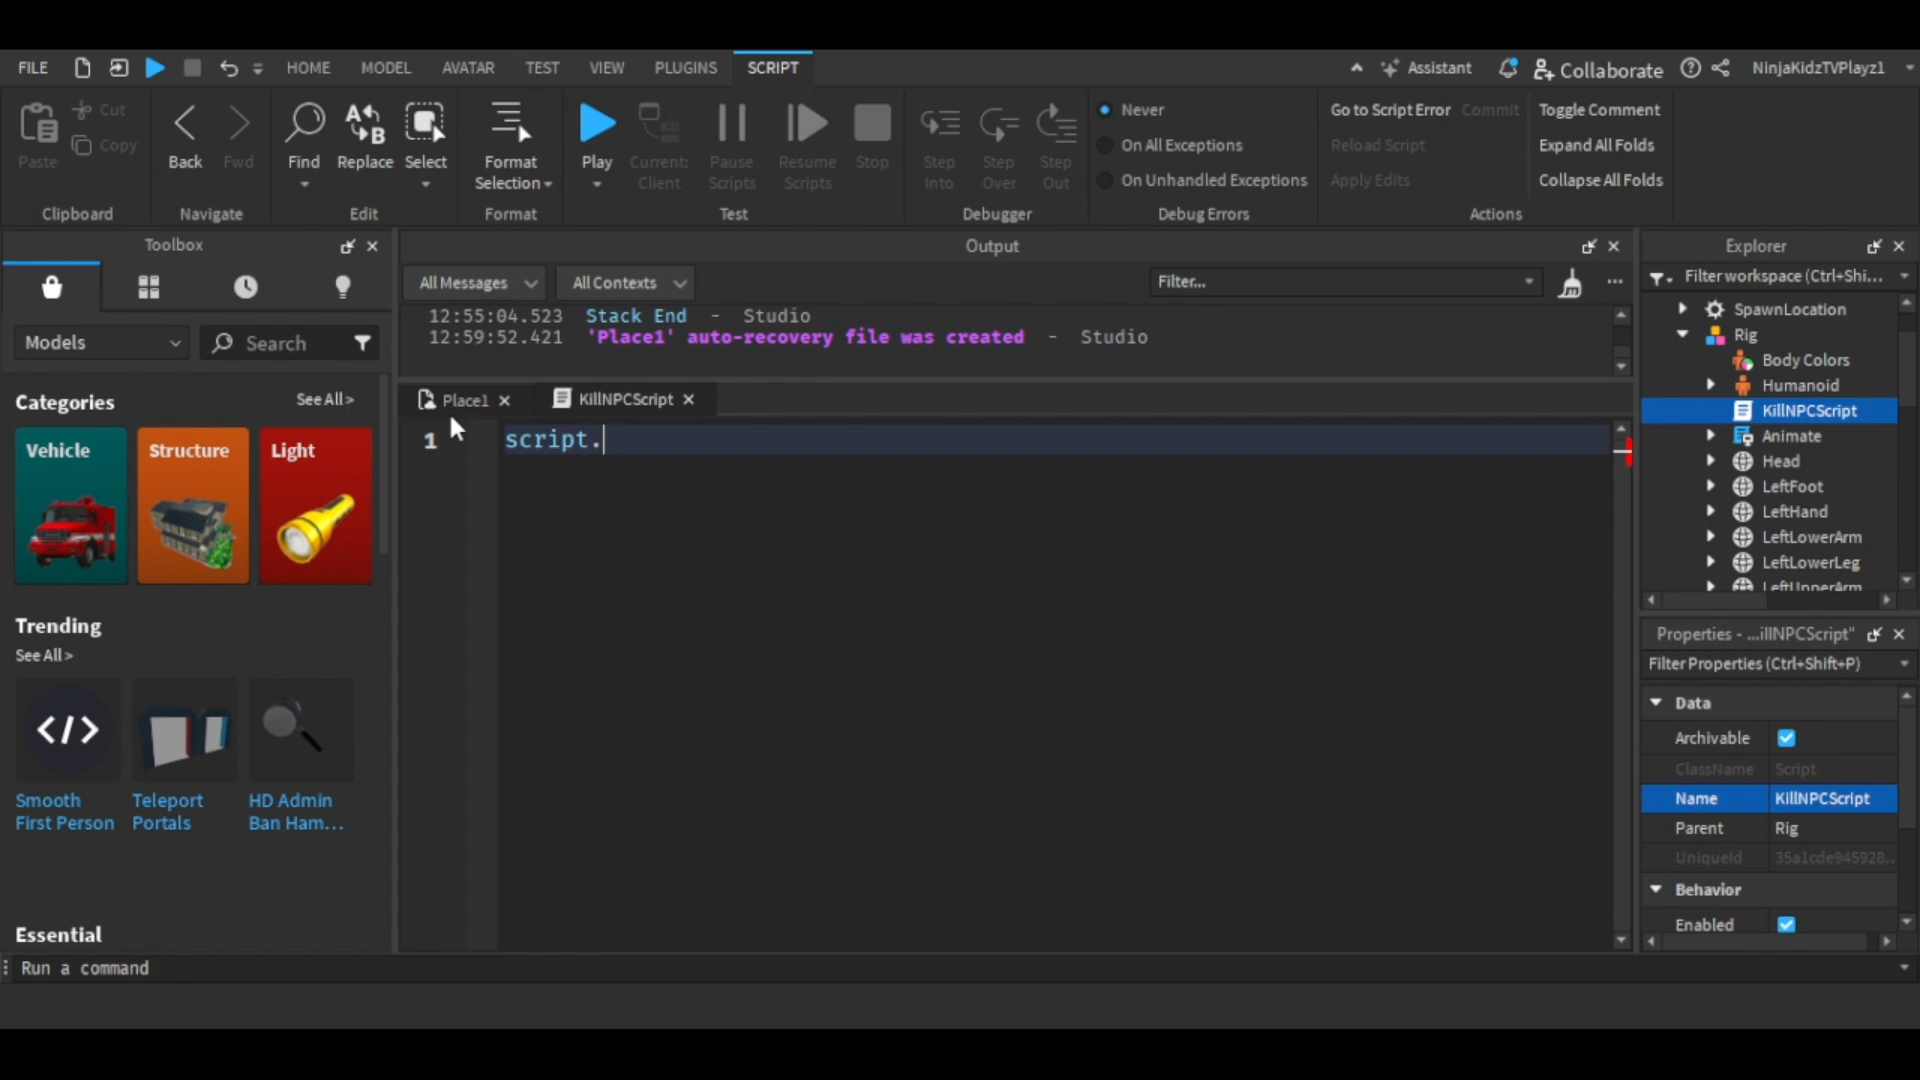 FILE HOME MODEL AVATAR TEST VIEW PLUGINS SCRIPT Assistant Collaborate NinjaKidzTVPlayz1
Paste Cut Copy
Clipboard
Back Fwd
Navigate
Find Replace Select
Edit
Format Selection
Format
Play Current: Client Pause Scripts Resume Scripts Stop
Test
Step Into Step Over Step Out
Debugger
Never
On All Exceptions
On Unhandled Exceptions
Debug Errors
Go to Script Error Commit Toggle Comment
Reload Script Expand All Folds
Apply Edits Collapse All Folds
Actions
Toolbox
Models Search
Categories See All >
Vehicle Structure Light
Trending
See All >
Smooth First Person
Teleport Portals
HD Admin Ban Ham...
Essential
Output
All Messages All Contexts Filter...
12:55:04.523 Stack End - Studio
12:59:52.421 'Place1' auto-recovery file was created - Studio
Place1 KillNPCScript
1 script.
Explorer
Filter workspace (Ctrl+Shi...
SpawnLocation
Rig
Body Colors
Humanoid
KillNPCScript
Animate
Head
LeftFoot
LeftHand
LeftLowerArm
LeftLowerLeg
LeftUpperArm
Properties - ...illNPCScript"
Filter Properties (Ctrl+Shift+P)
Data
Archivable
ClassName Script
Name KillNPCScript
Parent Rig
UniqueId 35a1cde945928...
Behavior
Enabled
Run a command